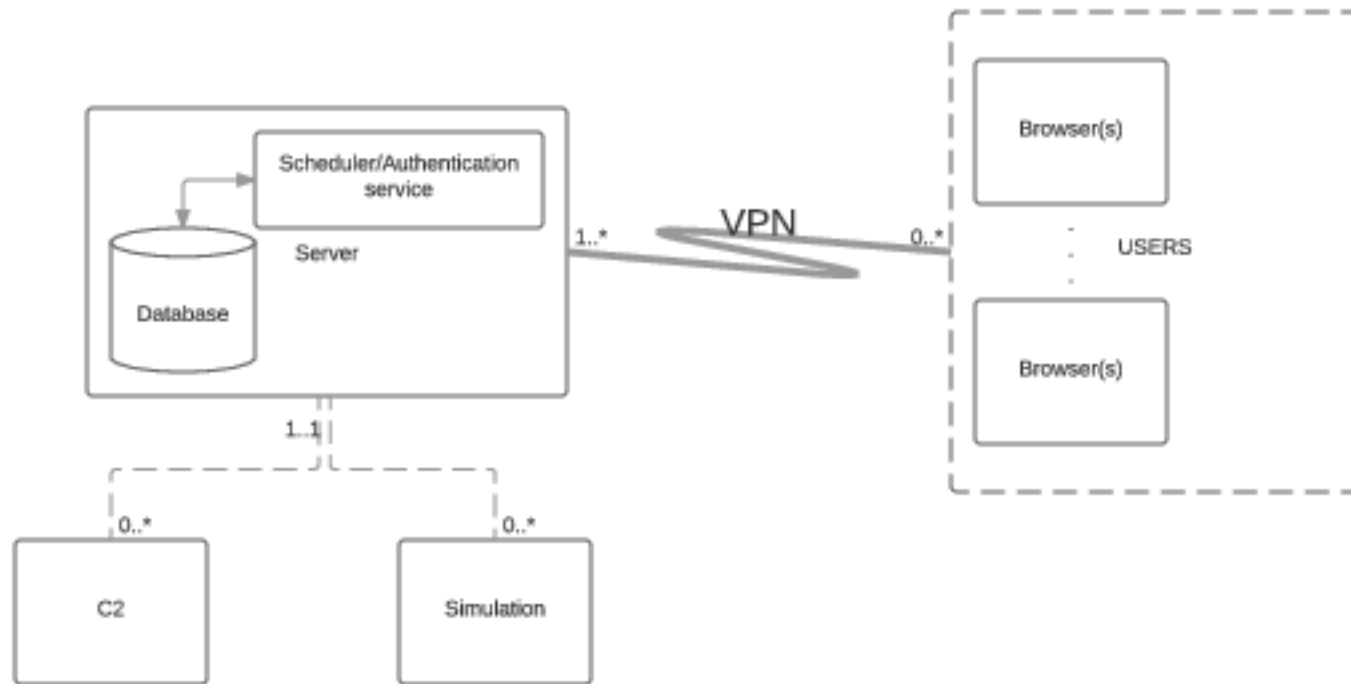 Browser(s)
Scheduler/Authentication
service
VPN
1..*
0..*
USERS
Server
Database
Browser(s)
1..1
0..*
0..*
C2
Simulation